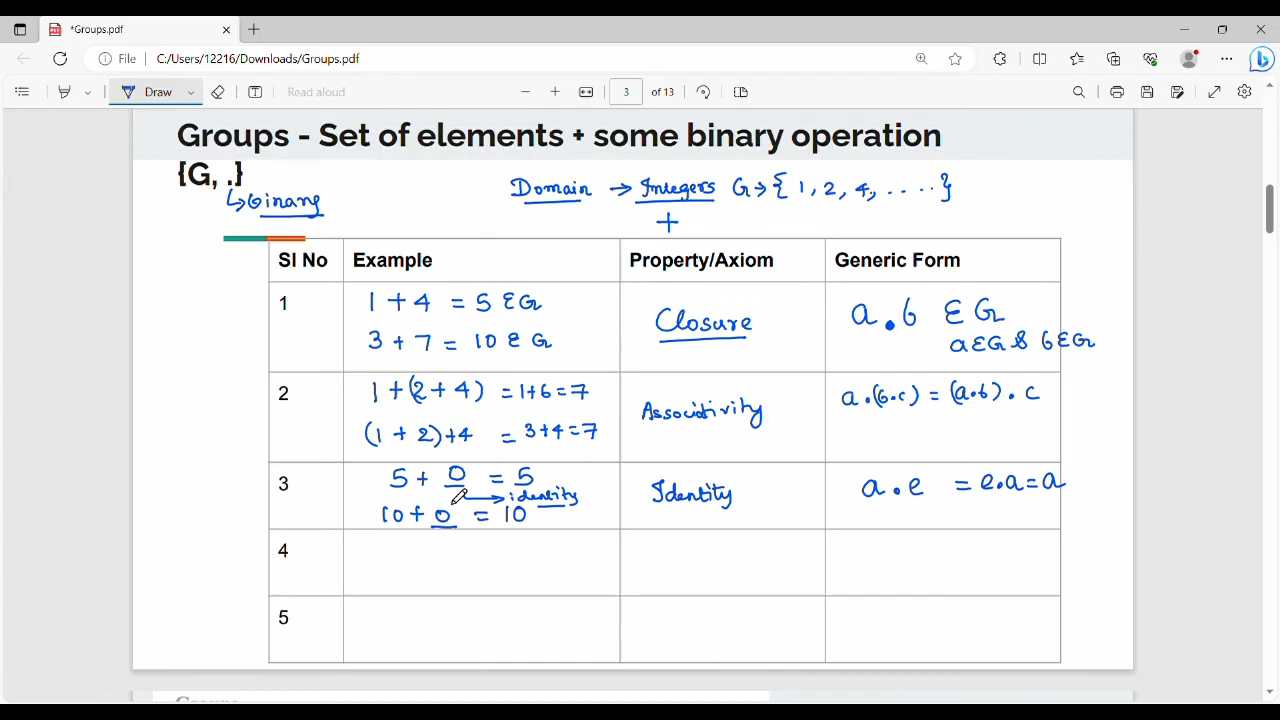 *Groups.pdf
File C:/Users/12216/Downloads/Groups.pdf
Draw Read aloud 3 of 13
Groups - Set of elements + some binary operation
{G, .}
Binary
Domain → Integers G→{ 1, 2, 4, ..... }
+
Sl No Example Property/Axiom Generic Form
1 1 + 4 = 5 ∈ G Closure a . b ∈ G
3 + 7 = 10 ∈ G a∈G & b∈G
2 1 + (2 + 4) = 1+6 = 7 Associtivity a . (b.c) = (a.b) . c
(1 + 2)+4 = 3+4 = 7
3 5 + 0 = 5 Identity a . e = e.a = a
→ identity
10 + 0 = 10
4
5